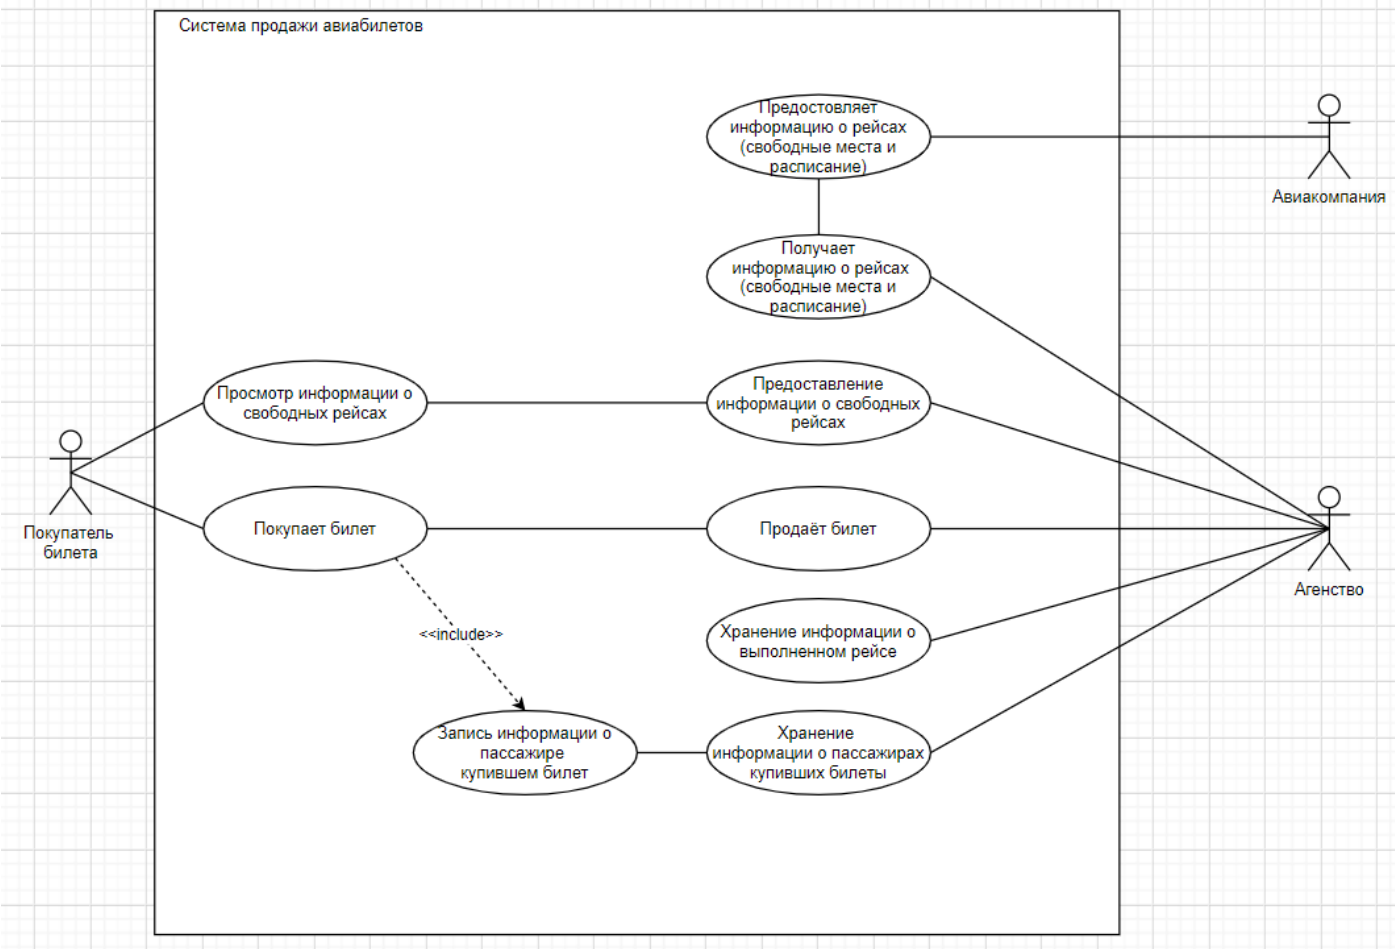 Система продажи авиабилетов
Предостовляет
информацию о рейсах
(свободные места и
расписание)
Авиакомпания
Получает
информацию о рейсах
(свободные места и
расписание)
Просмотр информации о
свободных рейсах
Предоставление
информации о свободных
рейсах
Покупатель
билета
Покупает билет
Продаёт билет
Агенство
<<include>>
Хранение информации о
выполненном рейсе
Запись информации о
пассажире
купившем билет
Хранение
информации о пассажирах
купивших билеты